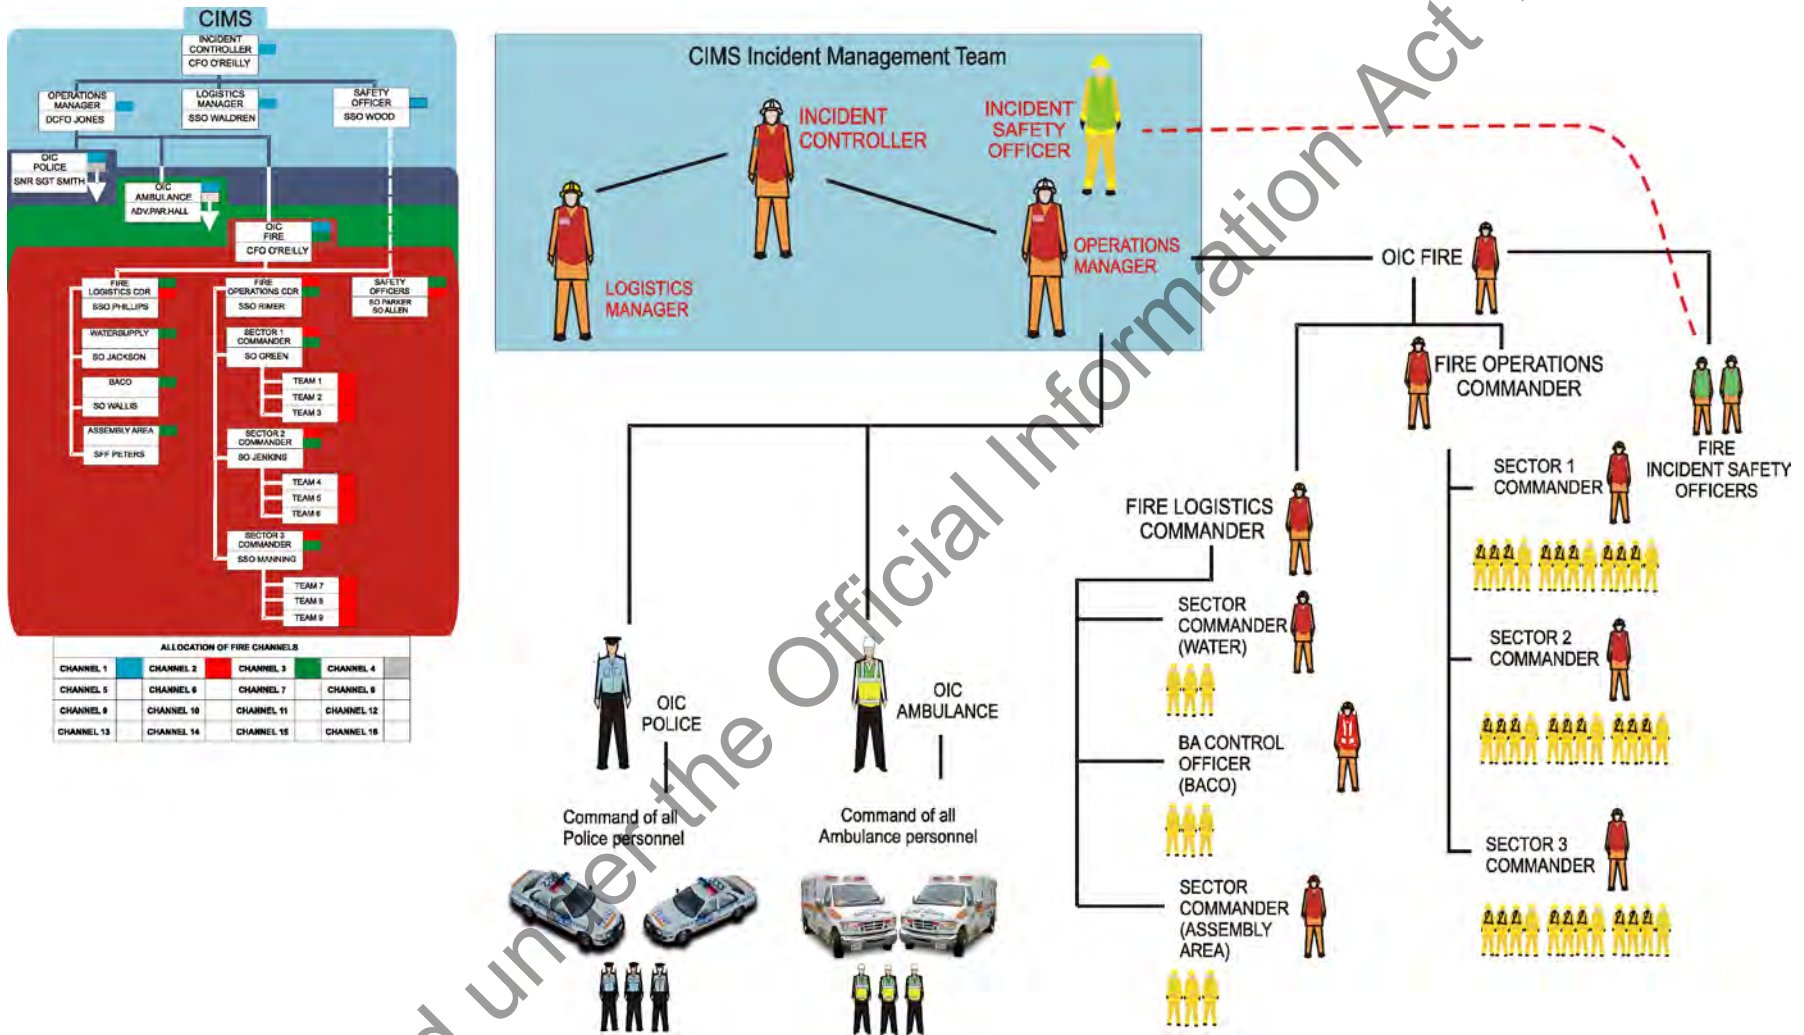 CIMS
INCIDENT
CONTROLLER
CFO O'REILLY
OPERATIONS
MANAGER
DCFO JONES
LOGISTICS
MANAGER
SSO WALDREN
SAFETY
OFFICER
SSO WOOD
OIC
POLICE
SNR SGT SMITH
OIC
AMBULANCE
ADV.PAR.HALL
OIC
FIRE
CFO O'REILLY
FIRE
LOGISTICS CDR
SSO PHILLIPS
WATERSUPPLY
SO JACKSON
BACO
SO WALLIS
ASSEMBLY AREA
SFF PETERS
FIRE
OPERATIONS CDR
SSO RIMER
SECTOR 1
COMMANDER
SO GREEN
TEAM 1
TEAM 2
TEAM 3
SECTOR 2
COMMANDER
SO JENKINS
TEAM 4
TEAM 5
TEAM 6
SECTOR 3
COMMANDER
SSO MANNING
TEAM 7
TEAM 8
TEAM 9
SAFETY
OFFICERS
SO PARKER
SO ALLEN
ALLOCATION OF FIRE CHANNELS
CHANNEL 1 CHANNEL 2 CHANNEL 3 CHANNEL 4
CHANNEL 5 CHANNEL 6 CHANNEL 7 CHANNEL 8
CHANNEL 9 CHANNEL 10 CHANNEL 11 CHANNEL 12
CHANNEL 13 CHANNEL 14 CHANNEL 15 CHANNEL 16
CIMS Incident Management Team
INCIDENT
CONTROLLER
INCIDENT
SAFETY
OFFICER
LOGISTICS
MANAGER
OPERATIONS
MANAGER
OIC FIRE
FIRE OPERATIONS
COMMANDER
FIRE
INCIDENT SAFETY
OFFICERS
SECTOR 1
COMMANDER
SECTOR 2
COMMANDER
SECTOR 3
COMMANDER
FIRE LOGISTICS
COMMANDER
SECTOR
COMMANDER
(WATER)
BA CONTROL
OFFICER
(BACO)
SECTOR
COMMANDER
(ASSEMBLY
AREA)
OIC
POLICE
Command of all
Police personnel
OIC
AMBULANCE
Command of all
Ambulance personnel
under the Official Information Act